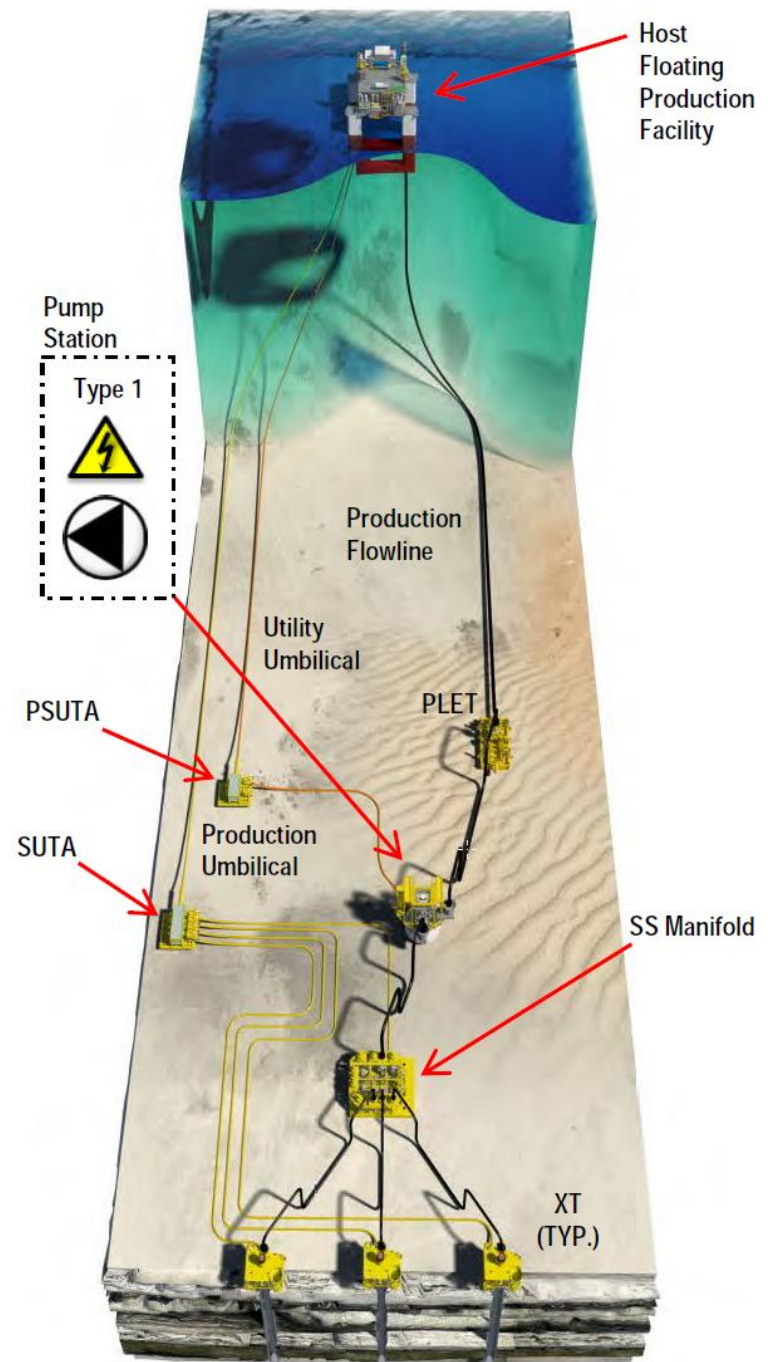 Host
Floating
Production
Facility
Pump
Station
Type 1
Production
Flowline
Utility
Umbilical
PLET
PSUTA
Production
Umbilical
SUTA
SS Manifold
XT
(TYP.)